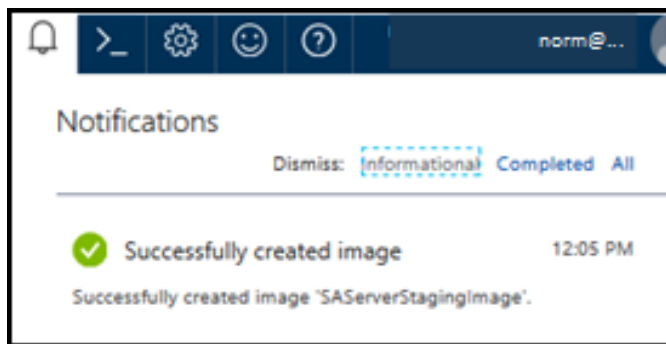 norm@...
Notifications
Dismiss: Informational Completed All
Successfully created image 12:05 PM
Successfully created image 'SAServerStagingImage'.